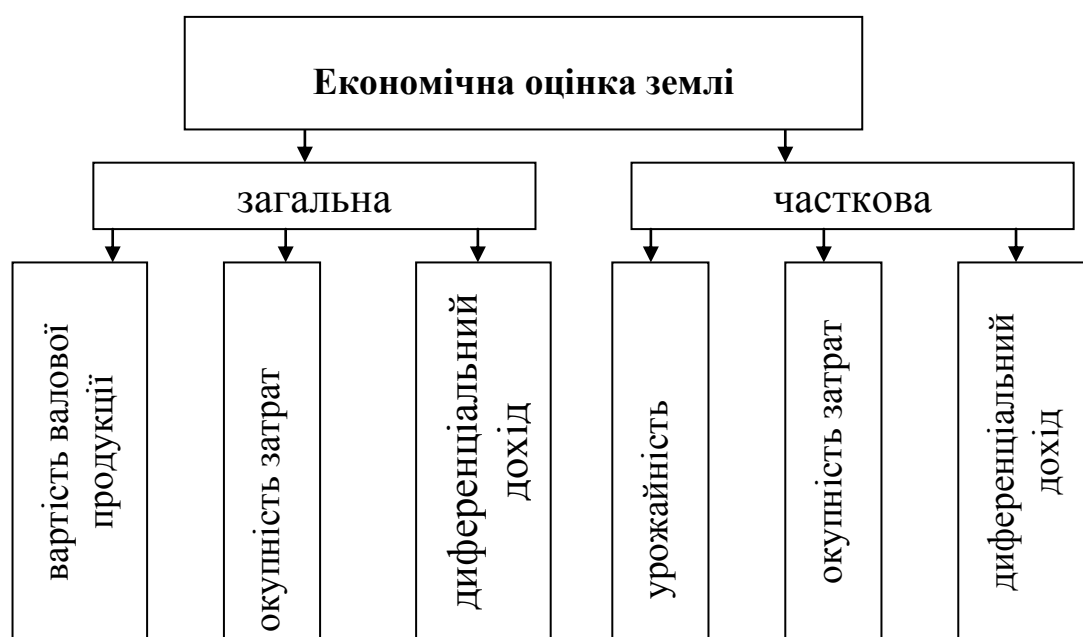 Економічна оцінка землі
загальна
часткова
вартість валової
продукції
окупність затрат
диференціальний
дохід
урожайність
окупність затрат
диференціальний
дохід